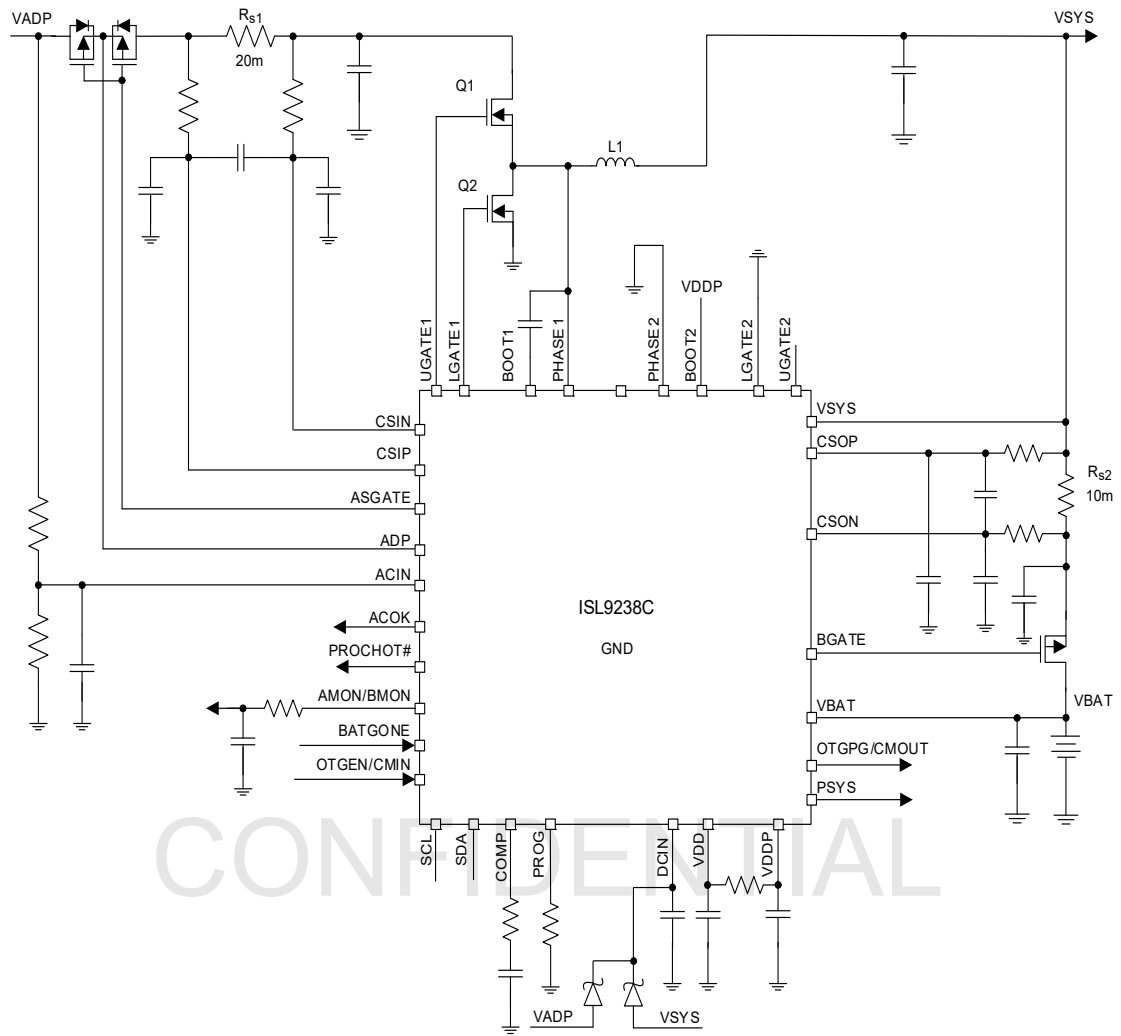 VADP
Rs1
20m
VSYS
Q1
L1
Q2
VDDP
UGATE1
LGATE1
BOOT1
PHASE1
PHASE2
BOOT2
LGATE2
UGATE2
CSIN
CSIP
ASGATE
ADP
ACIN
ACOK
PROCHOT#
AMON/BMON
BATGONE
OTGEN/CMIN
ISL9238C
GND
VSYS
CSOP
Rs2
10m
CSON
BGATE
VBAT
VBAT
OTGPG/CMOUT
PSYS
SCL
SDA
COMP
PROG
DCIN
VDD
VDDP
CONFIDENTIAL
VADP
VSYS